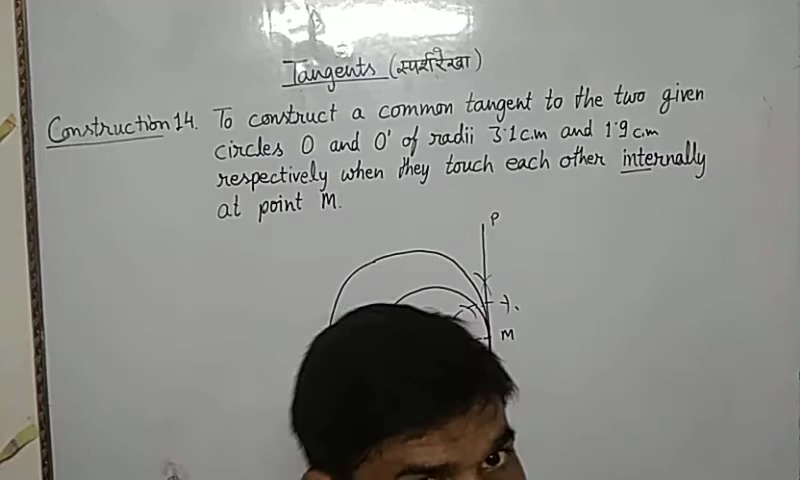 Tangents (स्पर्शरेखा)
Construction 14. To construct a common tangent to the two given
circles O and O' of radii 3.1 c.m and 1.9 c.m
respectively when they touch each other internally
at point M.
P
M